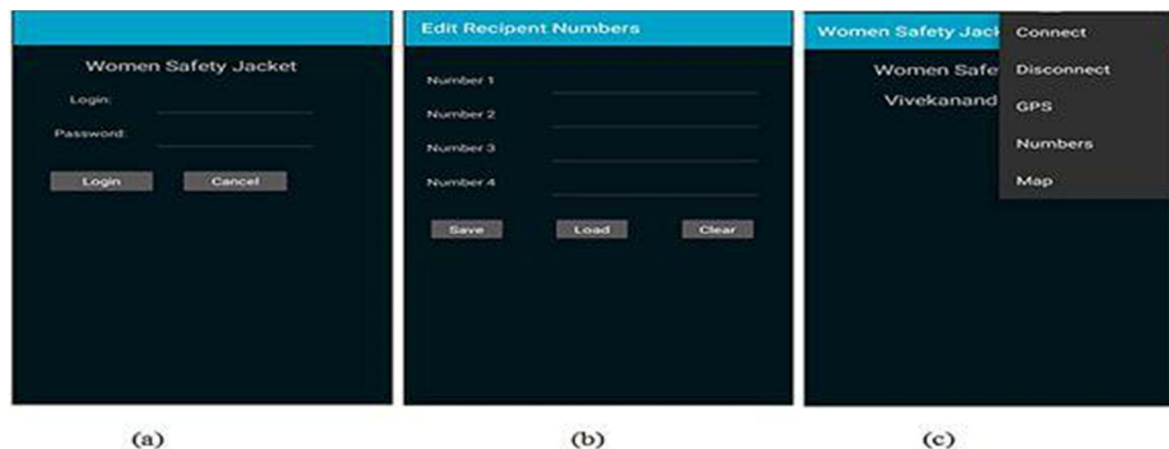 Women Safety Jacket
Login:
Password:
Login Cancel
(a)
Edit Recipent Numbers
Number 1
Number 2
Number 3
Number 4
Save Load Clear
(b)
Women Safety Jack
Women Safe
Vivekanand
Connect
Disconnect
GPS
Numbers
Map
(c)